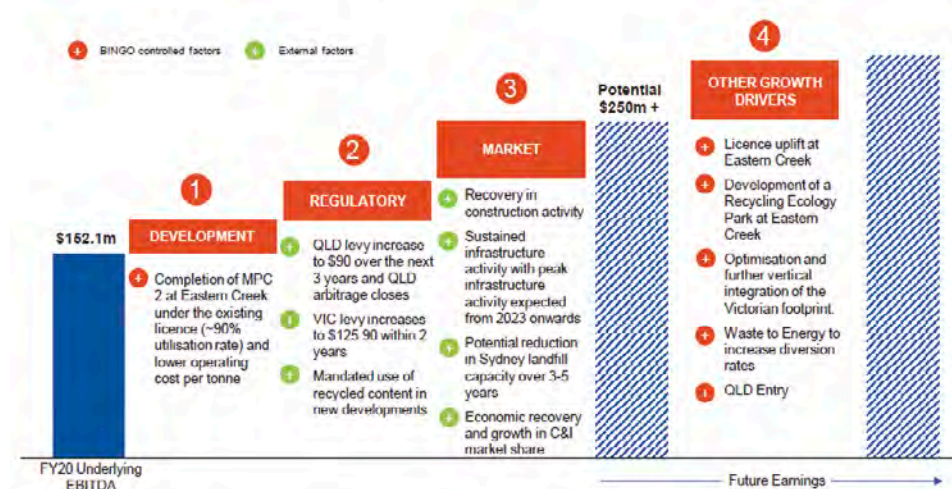 BINGO controlled factors
External factors
$152.1m
1
DEVELOPMENT
Completion of MPC
2 at Eastern Creek
under the existing
licence (~90%
utilisation rate) and
lower operating
cost per tonne
2
REGULATORY
QLD levy increase
to $90 over the next
3 years and QLD
arbitrage closes
VIC levy increases
to $125.90 within 2
years
Mandated use of
recycled content in
new developments
3
MARKET
Recovery in
construction activity
Sustained
infrastructure
activity with peak
infrastructure
activity expected
from 2023 onwards
Potential reduction
in Sydney landfill
capacity over 3-5
years
Economic recovery
and growth in C&I
market share
Potential
$250m +
4
OTHER GROWTH
DRIVERS
Licence uplift at
Eastern Creek
Development of a
Recycling Ecology
Park at Eastern
Creek
Optimisation and
further vertical
integration of the
Victorian footprint.
Waste to Energy to
increase diversion
rates
QLD Entry
FY20 Underlying
EBITDA
Future Earnings